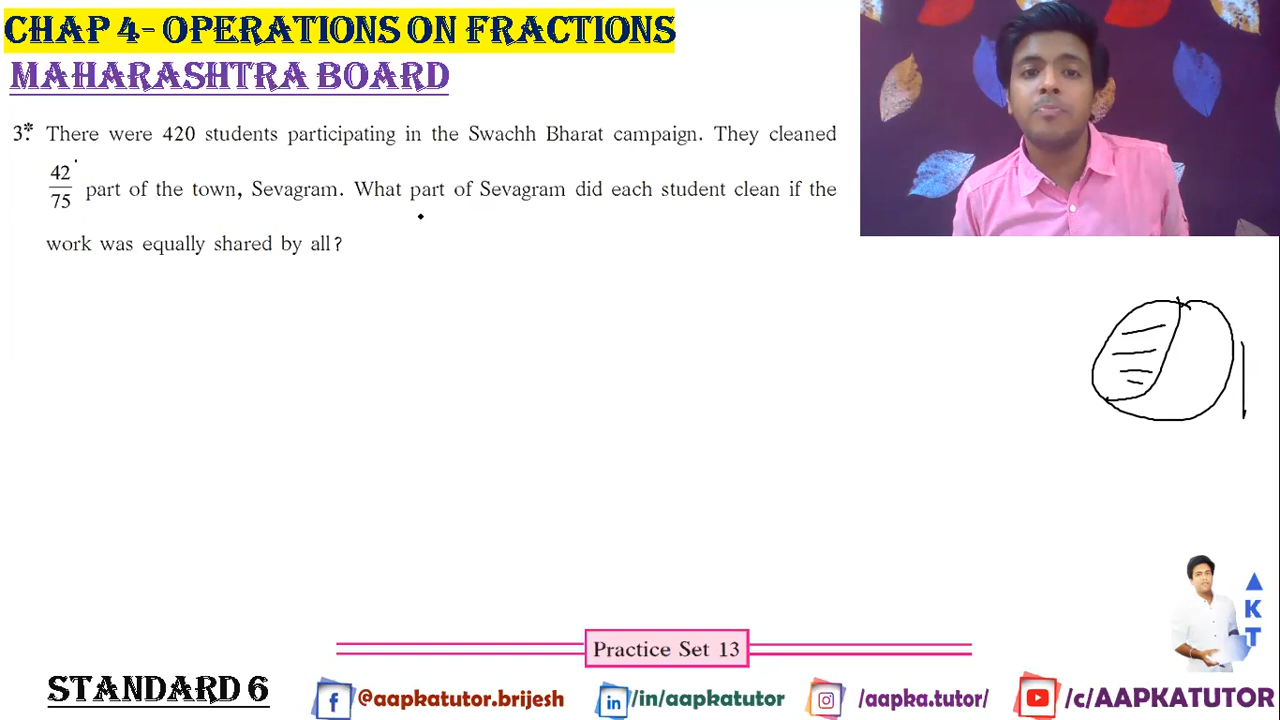 CHAP 4- OPERATIONS ON FRACTIONS
MAHARASHTRA BOARD
3* There were 420 students participating in the Swachh Bharat campaign. They cleaned
42/75 part of the town, Sevagram. What part of Sevagram did each student clean if the
work was equally shared by all?
AKT
Practice Set 13
STANDARD 6
@aapkatutor.brijesh
/in/aapkatutor
/aapka.tutor/
/c/AAPKATUTOR